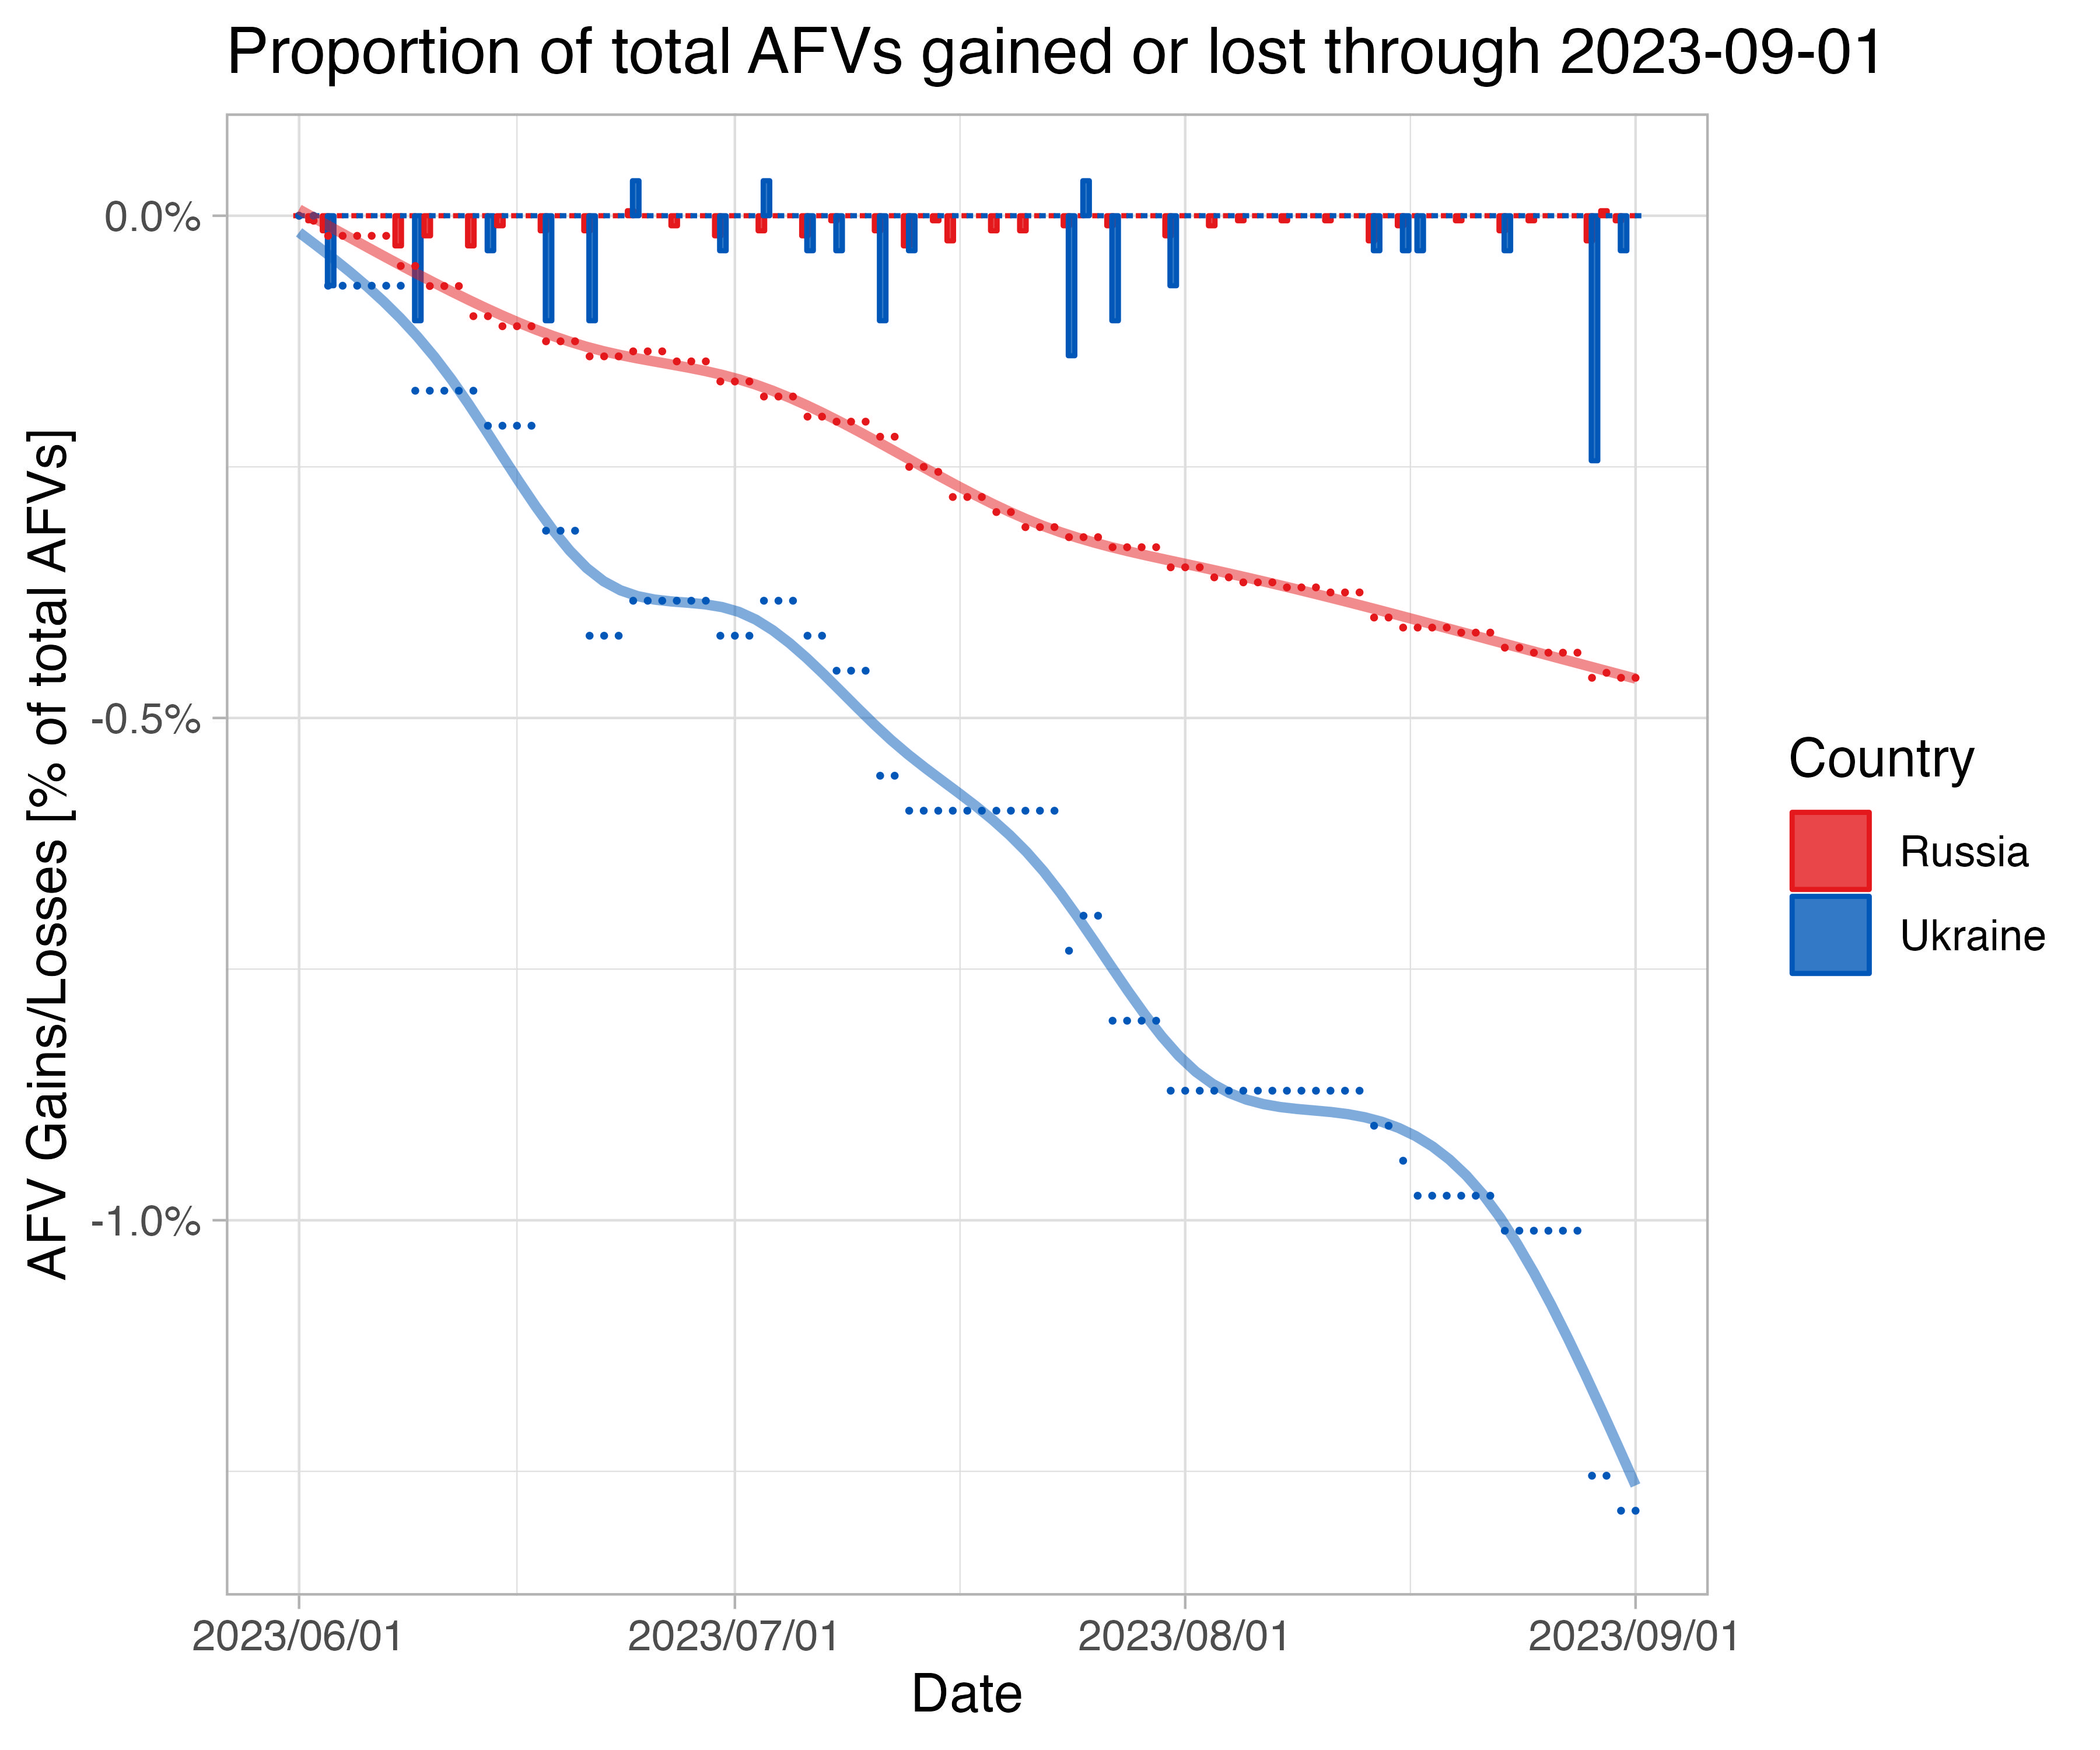 Proportion of total AFVs gained or lost through 2023-09-01
AFV Gains/Losses [% of total AFVs]
0.0%
-0.5%
-1.0%
2023/06/01
2023/07/01
2023/08/01
2023/09/01
Date
Country
Russia
Ukraine